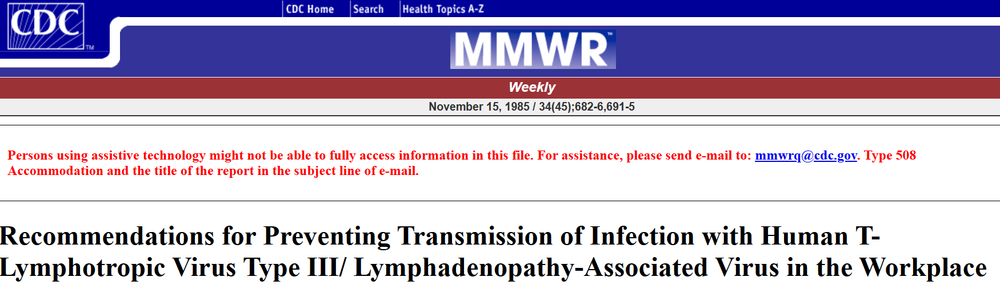 CDC Home Search Health Topics A-Z
CDC™
MMWR™
Weekly
November 15, 1985 / 34(45);682-6,691-5
Persons using assistive technology might not be able to fully access information in this file. For assistance, please send e-mail to: mmwrq@cdc.gov. Type 508
Accommodation and the title of the report in the subject line of e-mail.
Recommendations for Preventing Transmission of Infection with Human T-
Lymphotropic Virus Type III/ Lymphadenopathy-Associated Virus in the Workplace